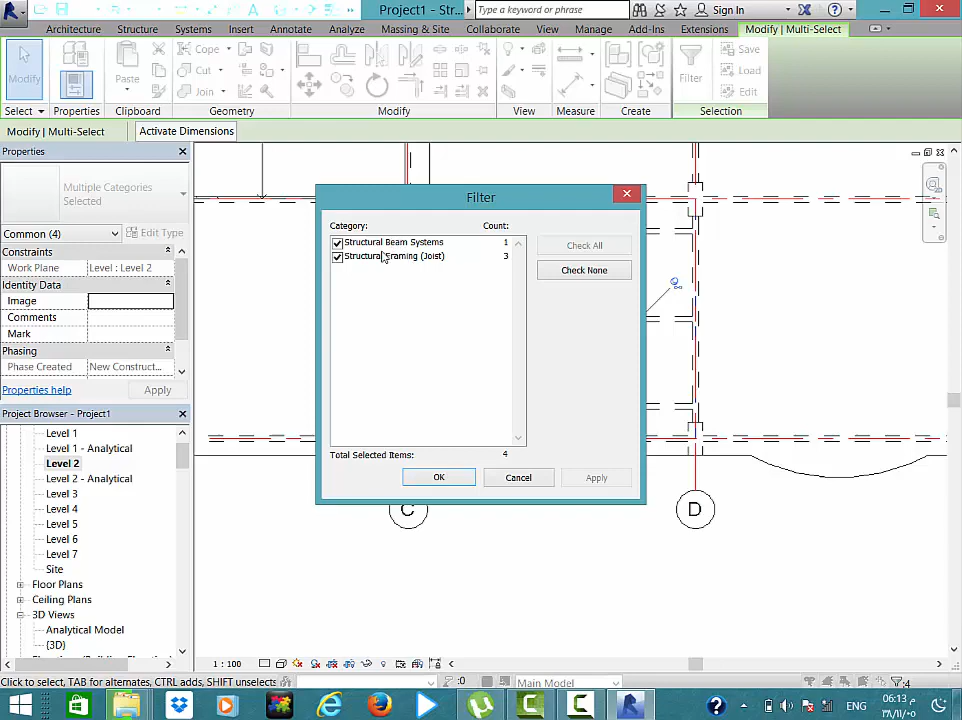 Project1 - Str...
Type a keyword or phrase
Sign In
Architecture Structure Systems Insert Annotate Analyze Massing & Site Collaborate View Manage Add-Ins Extensions Modify | Multi-Select
Modify
Paste
Cope
Cut
Join
Filter
Save
Load
Edit
Select Properties Clipboard Geometry Modify View Measure Create Selection
Modify | Multi-Select Activate Dimensions
Properties
Multiple Categories
Selected
Common (4) Edit Type
Constraints
Work Plane Level : Level 2
Identity Data
Image
Comments
Mark
Phasing
Phase Created New Construct...
Properties help Apply
Filter
Category: Count:
Structural Beam Systems 1
Structural Framing (Joist) 3
Check All
Check None
Total Selected Items: 4
OK Cancel Apply
C
D
Project Browser - Project1
Level 1
Level 1 - Analytical
Level 2
Level 2 - Analytical
Level 3
Level 4
Level 5
Level 6
Level 7
Site
Floor Plans
Ceiling Plans
3D Views
Analytical Model
{3D}
1 : 100
Click to select, TAB for alternates, CTRL adds, SHIFT unselects
:0
Main Model
:4
ENG
06:13 م